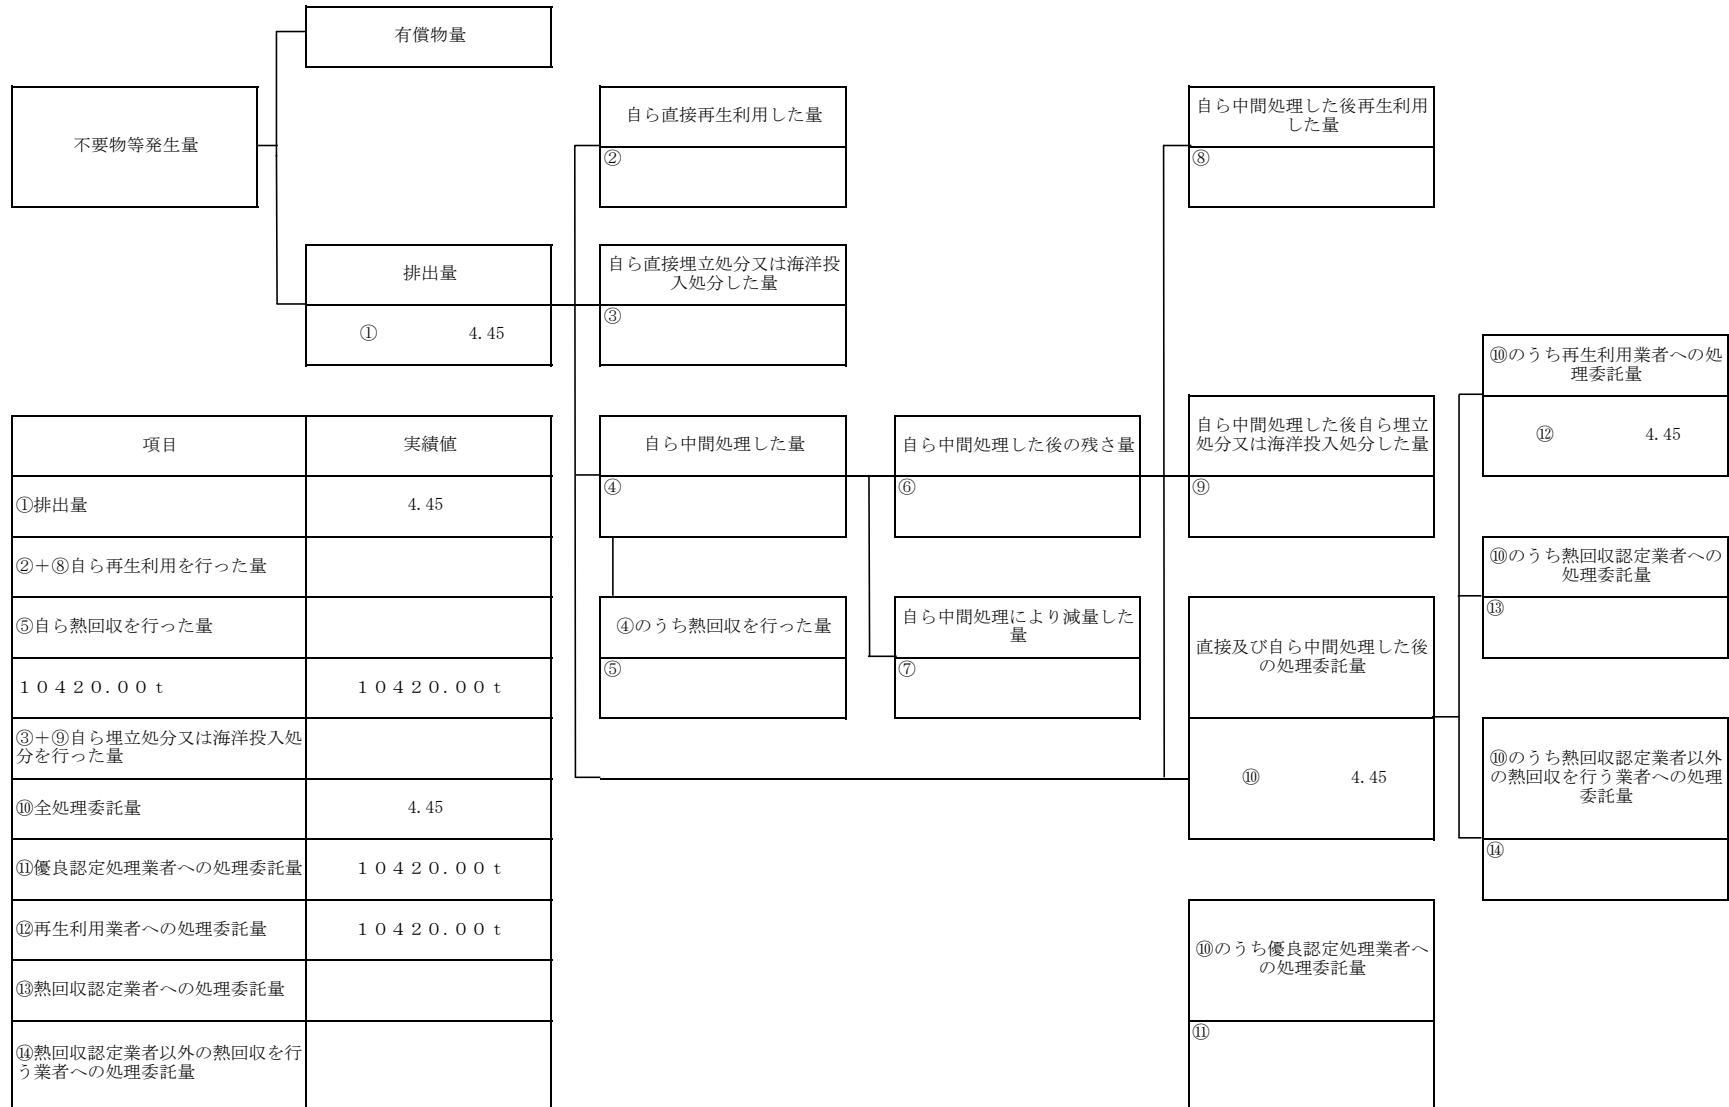 有償物量
不要物等発生量
自ら直接再生利用した量
②
自ら中間処理した後再生利用
した量
⑧
排出量
① 4.45
自ら直接埋立処分又は海洋投
入処分した量
③
⑩のうち再生利用業者への処
理委託量
⑫ 4.45
自ら中間処理した量
④
自ら中間処理した後の残さ量
⑥
自ら中間処理した後自ら埋立
処分又は海洋投入処分した量
⑨
⑩のうち熱回収認定業者への
処理委託量
⑬
④のうち熱回収を行った量
⑤
自ら中間処理により減量した
量
⑦
直接及び自ら中間処理した後
の処理委託量
⑩ 4.45
⑩のうち熱回収認定業者以外
の熱回収を行う業者への処理
委託量
⑭
⑩のうち優良認定処理業者へ
の処理委託量
⑪
項目 実績値
①排出量 4.45
②+⑧自ら再生利用を行った量
⑤自ら熱回収を行った量
10420.00t 10420.00t
③+⑨自ら埋立処分又は海洋投入処
分を行った量
⑩全処理委託量 4.45
⑪優良認定処理業者への処理委託量 10420.00t
⑫再生利用業者への処理委託量 10420.00t
⑬熱回収認定業者への処理委託量
⑭熱回収認定業者以外の熱回収を行
う業者への処理委託量